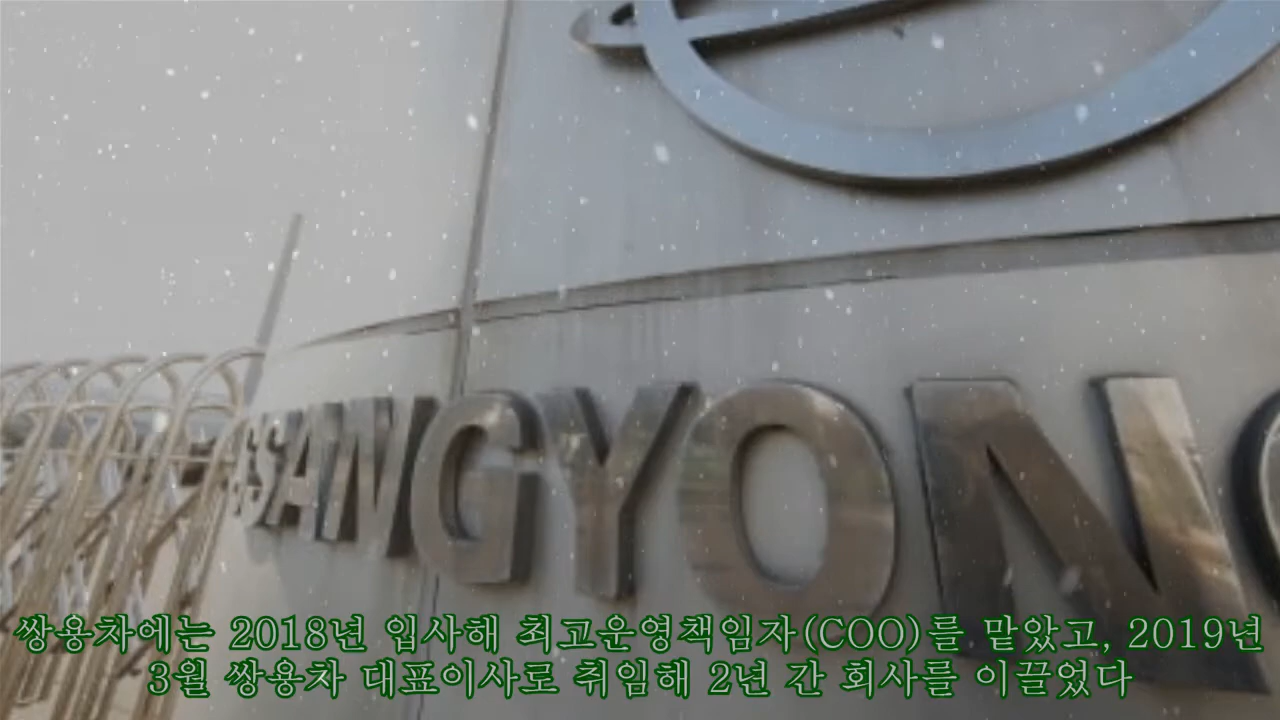 SSANGYONG
쌍용차에는 2018년 입사해 최고운영책임자(COO)를 맡았고, 2019년
3월 쌍용차 대표이사로 취임해 2년 간 회사를 이끌었다